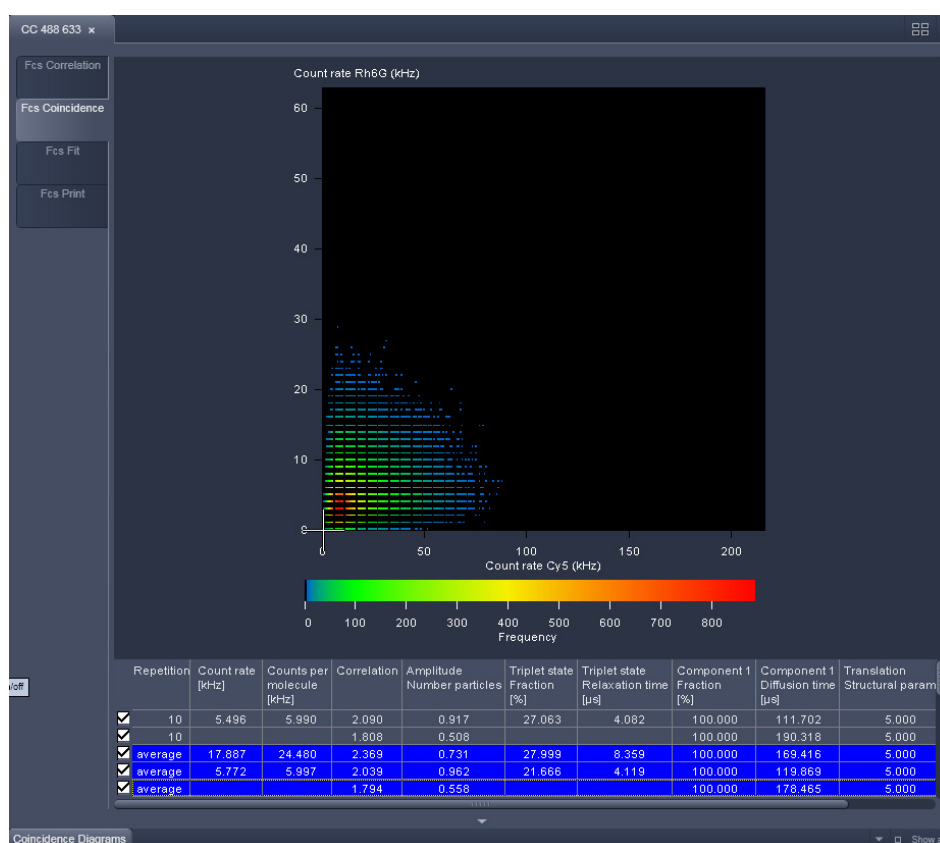 CC 488 633 ×
Fcs Correlation
Fcs Coincidence
Fcs Fit
Fcs Print
Count rate Rh6G (kHz)
60
50
40
30
20
10
0
0 50 100 150 200
Count rate Cy5 (kHz)
0 100 200 300 400 500 600 700 800
Frequency
Repetition Count rate [kHz] Counts per molecule [kHz] Correlation Amplitude Number particles Triplet state Fraction [%] Triplet state Relaxation time [µs] Component 1 Fraction [%] Component 1 Diffusion time [µs] Translation Structural param
10 5.496 5.990 2.090 0.917 27.063 4.082 100.000 111.702 5.000
10 1.808 0.508 100.000 190.318 5.000
average 17.887 24.480 2.369 0.731 27.999 8.359 100.000 169.416 5.000
average 5.772 5.997 2.039 0.962 21.666 4.119 100.000 119.869 5.000
average 1.794 0.558 100.000 178.465 5.000
n/off
Coincidence Diagrams
Show